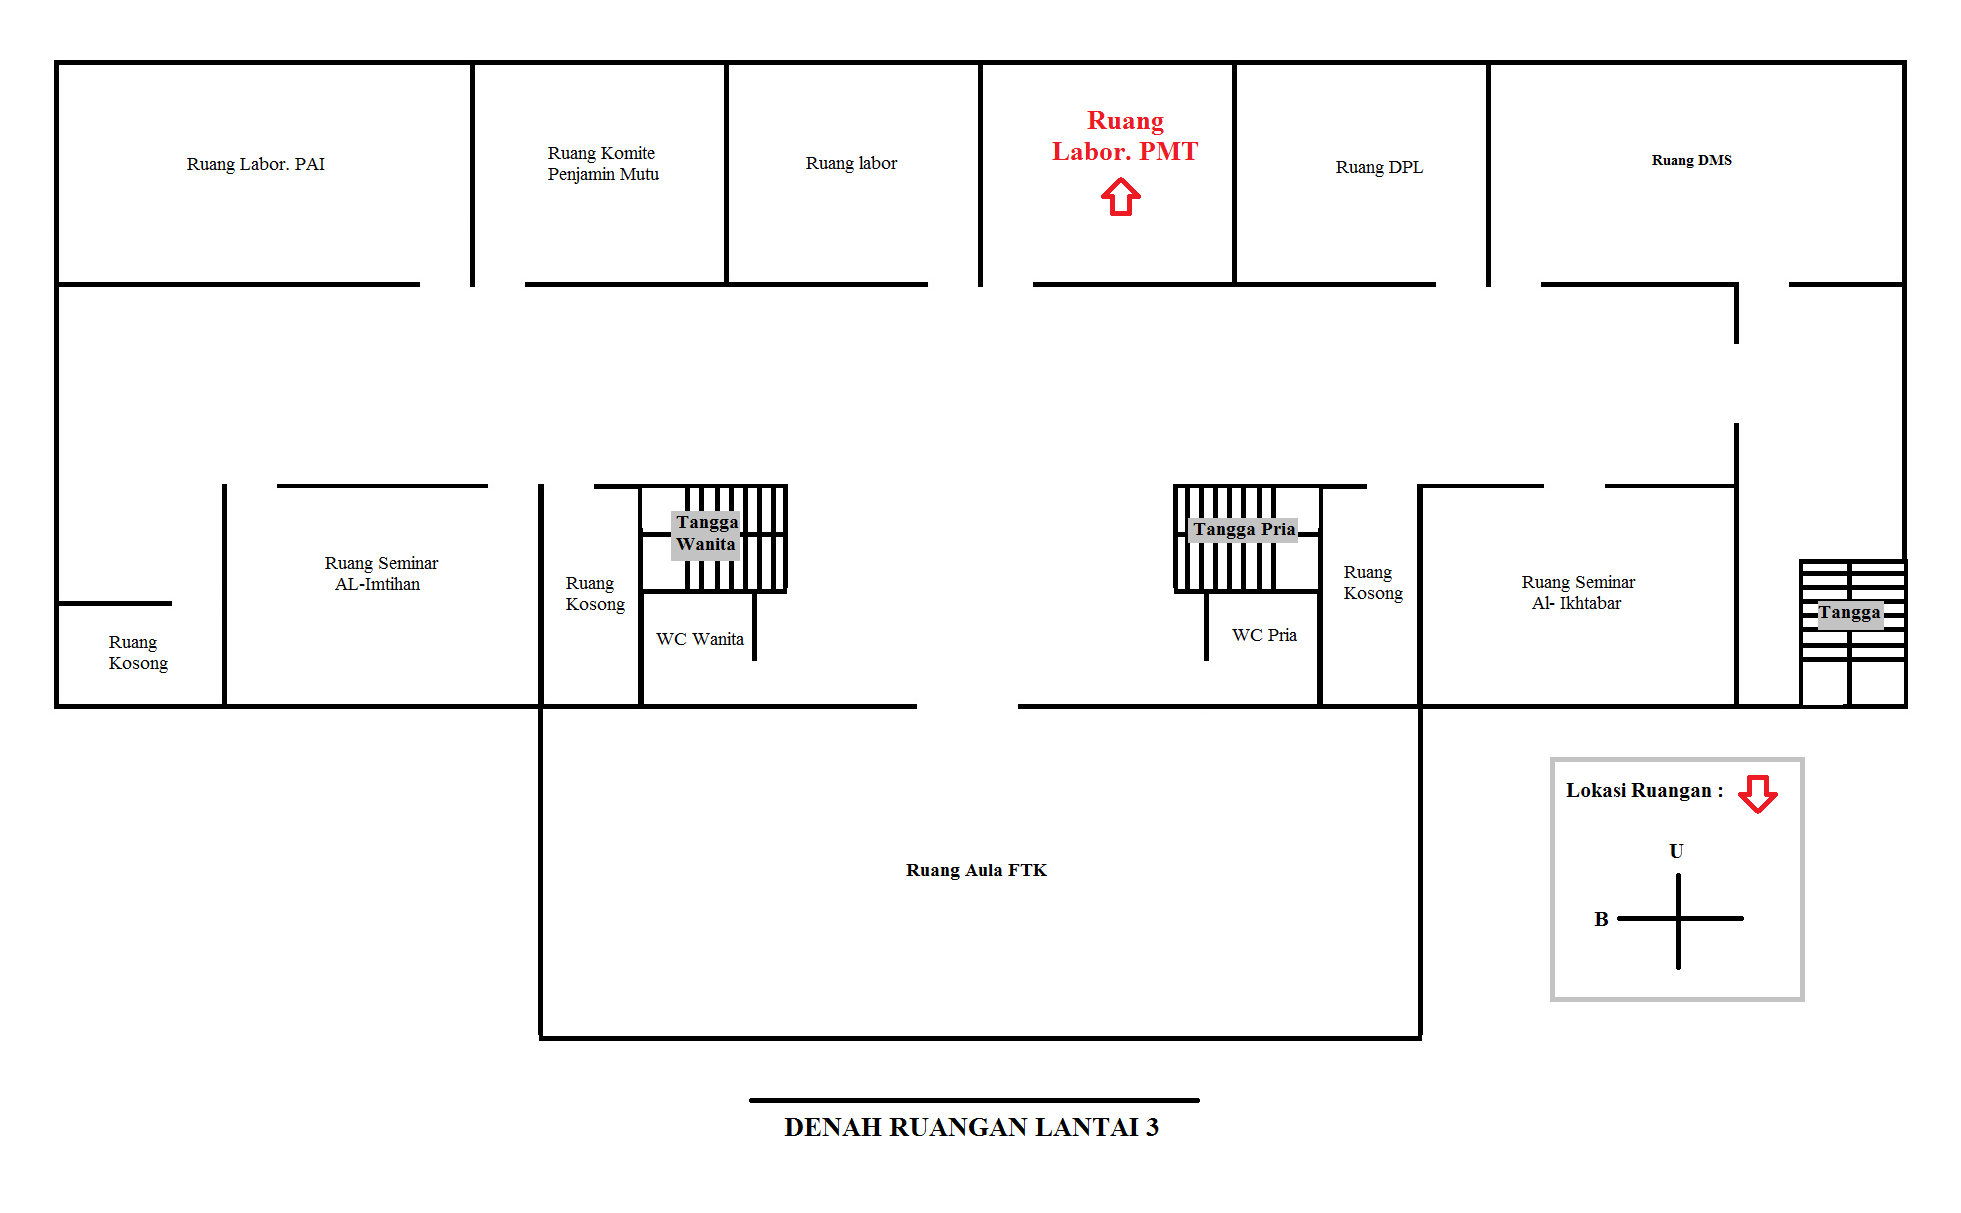 Ruang Labor. PAI
Ruang Komite
Penjamin Mutu
Ruang labor
Ruang
Labor. PMT
Ruang DPL
Ruang DMS
Ruang
Kosong
Ruang Seminar
AL-Imtihan
Ruang
Kosong
Tangga
Wanita
WC Wanita
Tangga Pria
WC Pria
Ruang
Kosong
Ruang Seminar
Al- Ikhtabar
Tangga
Ruang Aula FTK
Lokasi Ruangan :
U
B
DENAH RUANGAN LANTAI 3